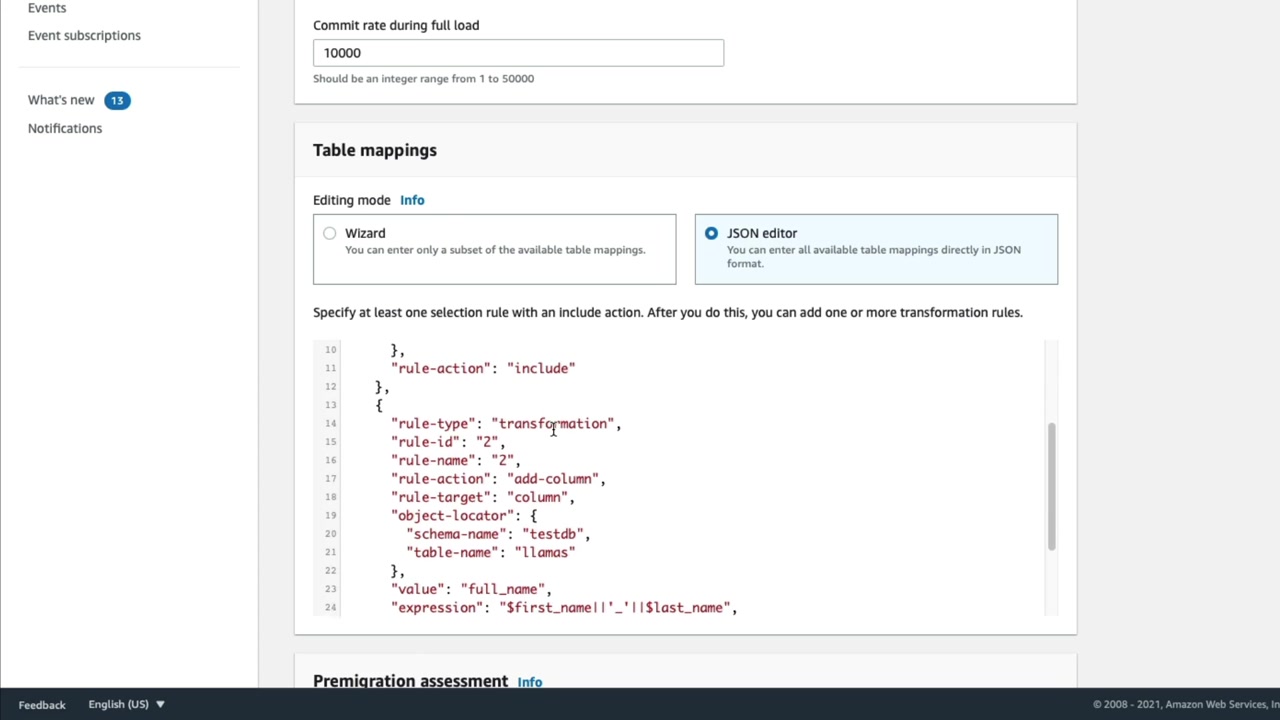 Events
Event subscriptions
What's new 13
Notifications
Commit rate during full load
10000
Should be an integer range from 1 to 50000
Table mappings
Editing mode Info
Wizard
You can enter only a subset of the available table mappings.
JSON editor
You can enter all available table mappings directly in JSON
format.
Specify at least one selection rule with an include action. After you do this, you can add one or more transformation rules.
10 },
11 "rule-action": "include"
12 },
13 {
14 "rule-type": "transformation",
15 "rule-id": "2",
16 "rule-name": "2",
17 "rule-action": "add-column",
18 "rule-target": "column",
19 "object-locator": {
20 "schema-name": "testdb",
21 "table-name": "llamas"
22 },
23 "value": "full_name",
24 "expression": "$first_name||'_'||$last_name",
Premigration assessment Info
Feedback English (US) ▼
© 2008 - 2021, Amazon Web Services, In